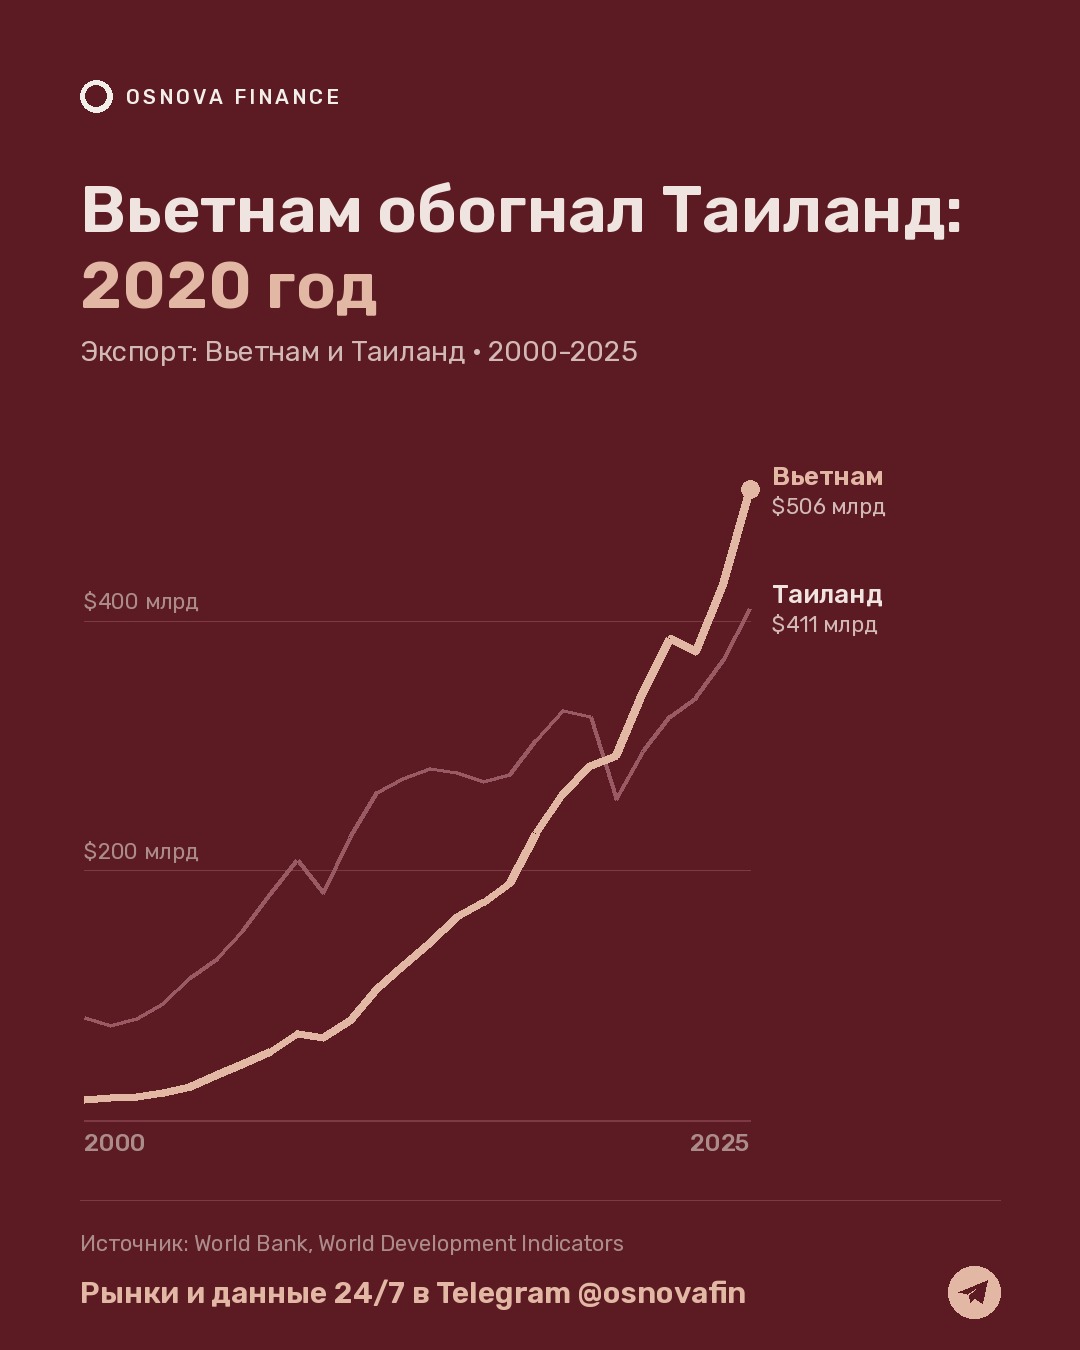 OSNOVA FINANCE
Вьетнам обогнал Таиланд:
2020 год
Экспорт: Вьетнам и Таиланд • 2000–2025
Вьетнам
$506 млрд
$400 млрд
Таиланд
$411 млрд
$200 млрд
2000
2025
Источник: World Bank, World Development Indicators
Рынки и данные 24/7 в Telegram @osnovafin